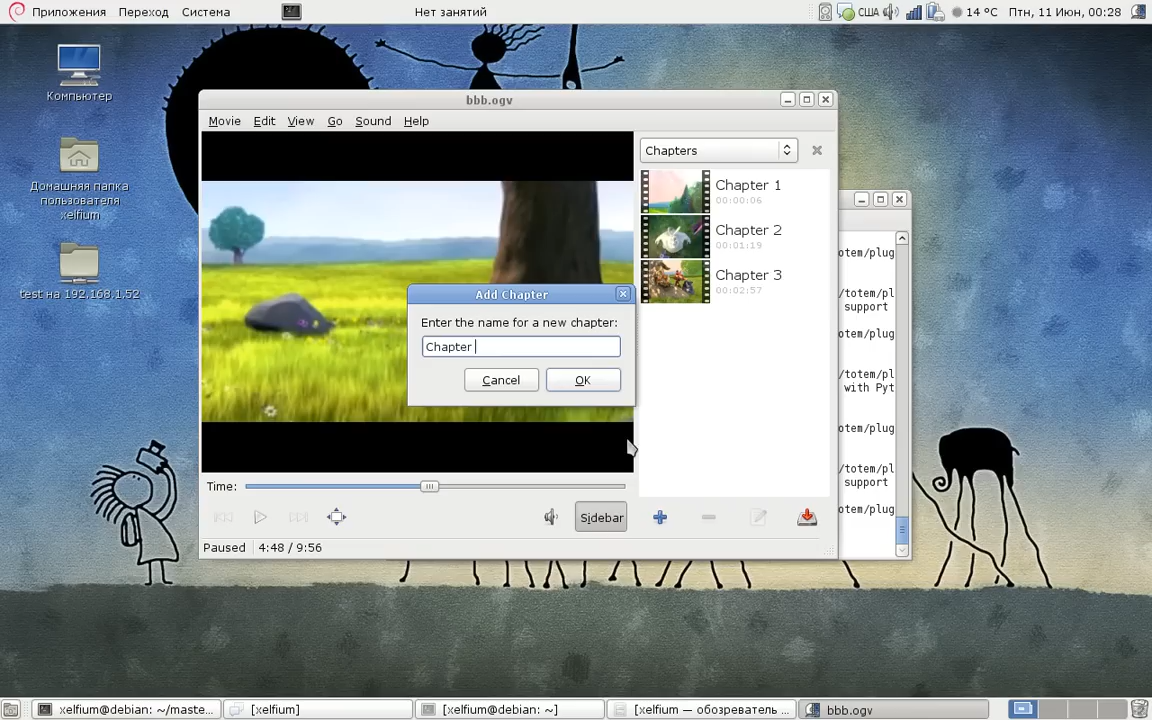 Приложения Переход Система Нет занятий США 14 °C Птн, 11 Июн, 00:28
Компьютер
Домашняя папка
пользователя
xelfium
test на 192.168.1.52
bbb.ogv
Movie Edit View Go Sound Help
Chapters
Chapter 1
00:00:06
Chapter 2
00:01:19
Chapter 3
00:02:57
Add Chapter
Enter the name for a new chapter:
Chapter
Cancel OK
Time:
Sidebar
Paused 4:48 / 9:56
otem/plug
/totem/pl
support
otem/plug
/totem/pl
with Pyt
otem/plug
/totem/pl
support
otem/plug
xelfium@debian: ~/maste... [xelfium] [xelfium@debian: ~] [xelfium — обозреватель ... bbb.ogv